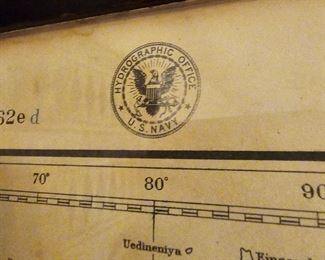 HYDROGRAPHIC OFFICE
U.S. NAVY
62e d
70°
80°
90
Uedineniya